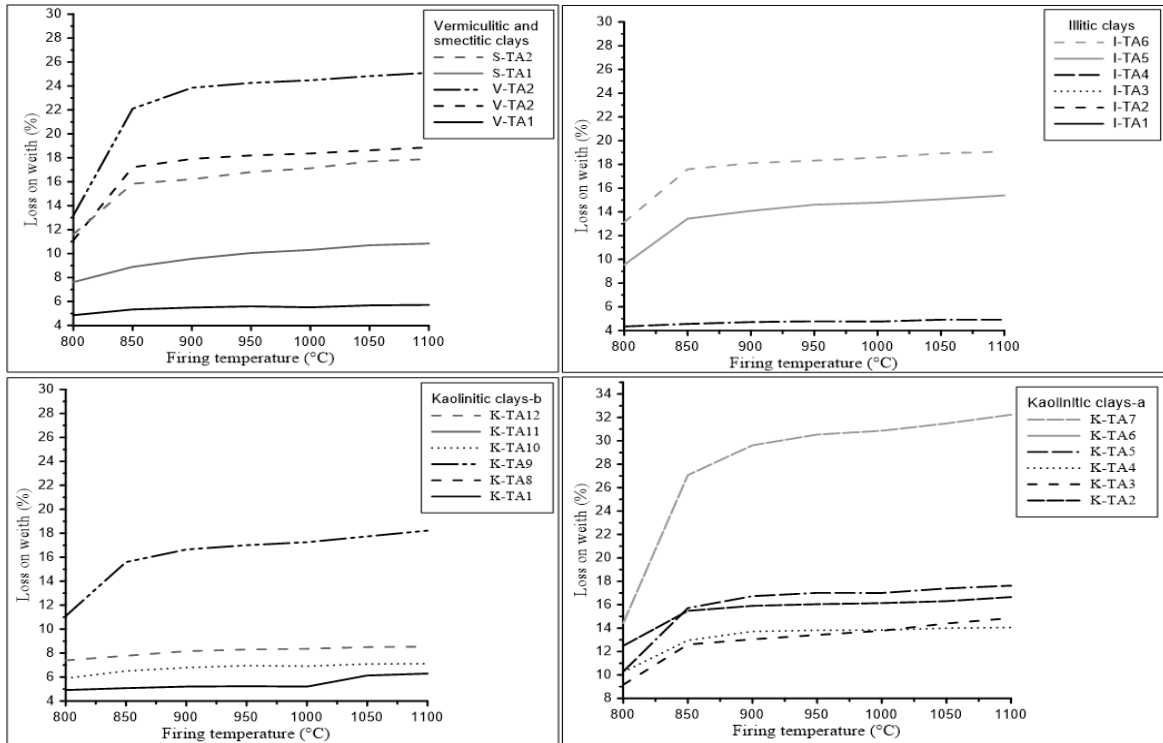 Vermiculitic and
smectitic clays
S-TA2
S-TA1
V-TA2
V-TA2
V-TA1
Loss on weith (%)
30
28
26
24
22
20
18
16
14
12
10
8
6
4
800 850 900 950 1000 1050 1100
Firing temperature (°C)
Illitic clays
I-TA6
I-TA5
I-TA4
I-TA3
I-TA2
I-TA1
Loss on weith (%)
30
28
26
24
22
20
18
16
14
12
10
8
6
4
800 850 900 950 1000 1050 1100
Firing temperature (°C)
Kaolinitic clays-b
K-TA12
K-TA11
K-TA10
K-TA9
K-TA8
K-TA1
Loss on weith (%)
30
28
26
24
22
20
18
16
14
12
10
8
6
4
800 850 900 950 1000 1050 1100
Firing temperature (°C)
Kaolinitic clays-a
K-TA7
K-TA6
K-TA5
K-TA4
K-TA3
K-TA2
Loss on weith (%)
34
32
30
28
26
24
22
20
18
16
14
12
10
8
800 850 900 950 1000 1050 1100
Firing temperature (°C)